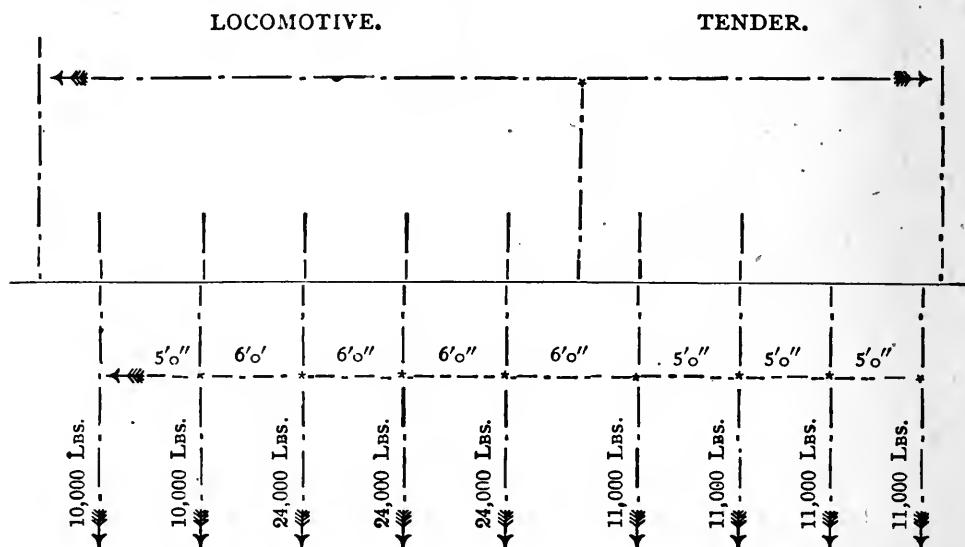 LOCOMOTIVE. TENDER.
5'0" 6'0' 6'0" 6'0" 6'0" 5'0" 5'0" 5'0"
10,000 LBS.
10,000 LBS.
24,000 LBS.
24,000 LBS.
24,000 LBS.
11,000 LBS.
11,000 LBS.
11,000 LBS.
11,000 LBS.